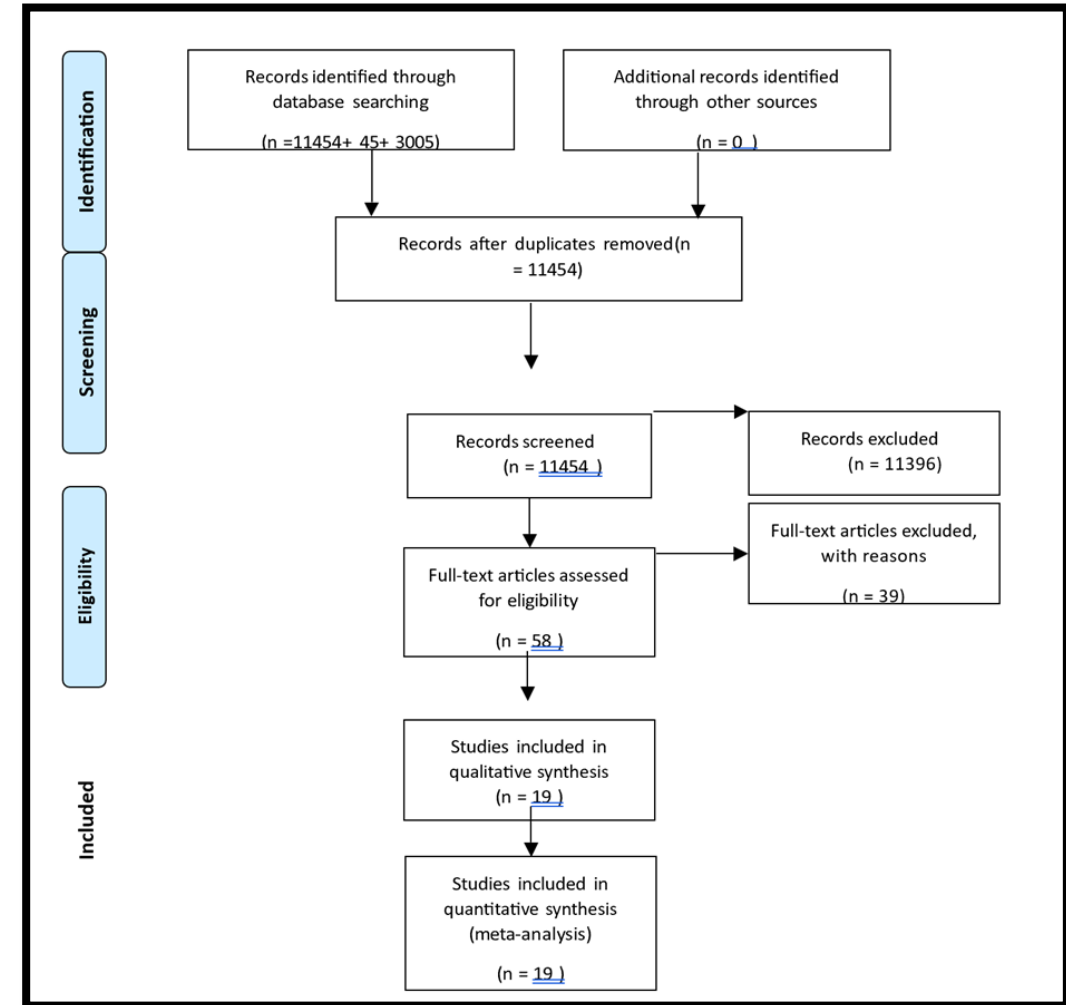 Identification
Records identified through
database searching
(n =11454+ 45+ 3005)
Additional records identified
through other sources
(n = 0 )
Records after duplicates removed(n
= 11454)
Screening
Records screened
(n = 11454 )
Records excluded
(n = 11396)
Eligibility
Full-text articles assessed
for eligibility
(n = 58 )
Full-text articles excluded,
with reasons
(n = 39)
Included
Studies included in
qualitative synthesis
(n = 19 )
Studies included in
quantitative synthesis
(meta-analysis)
(n = 19 )